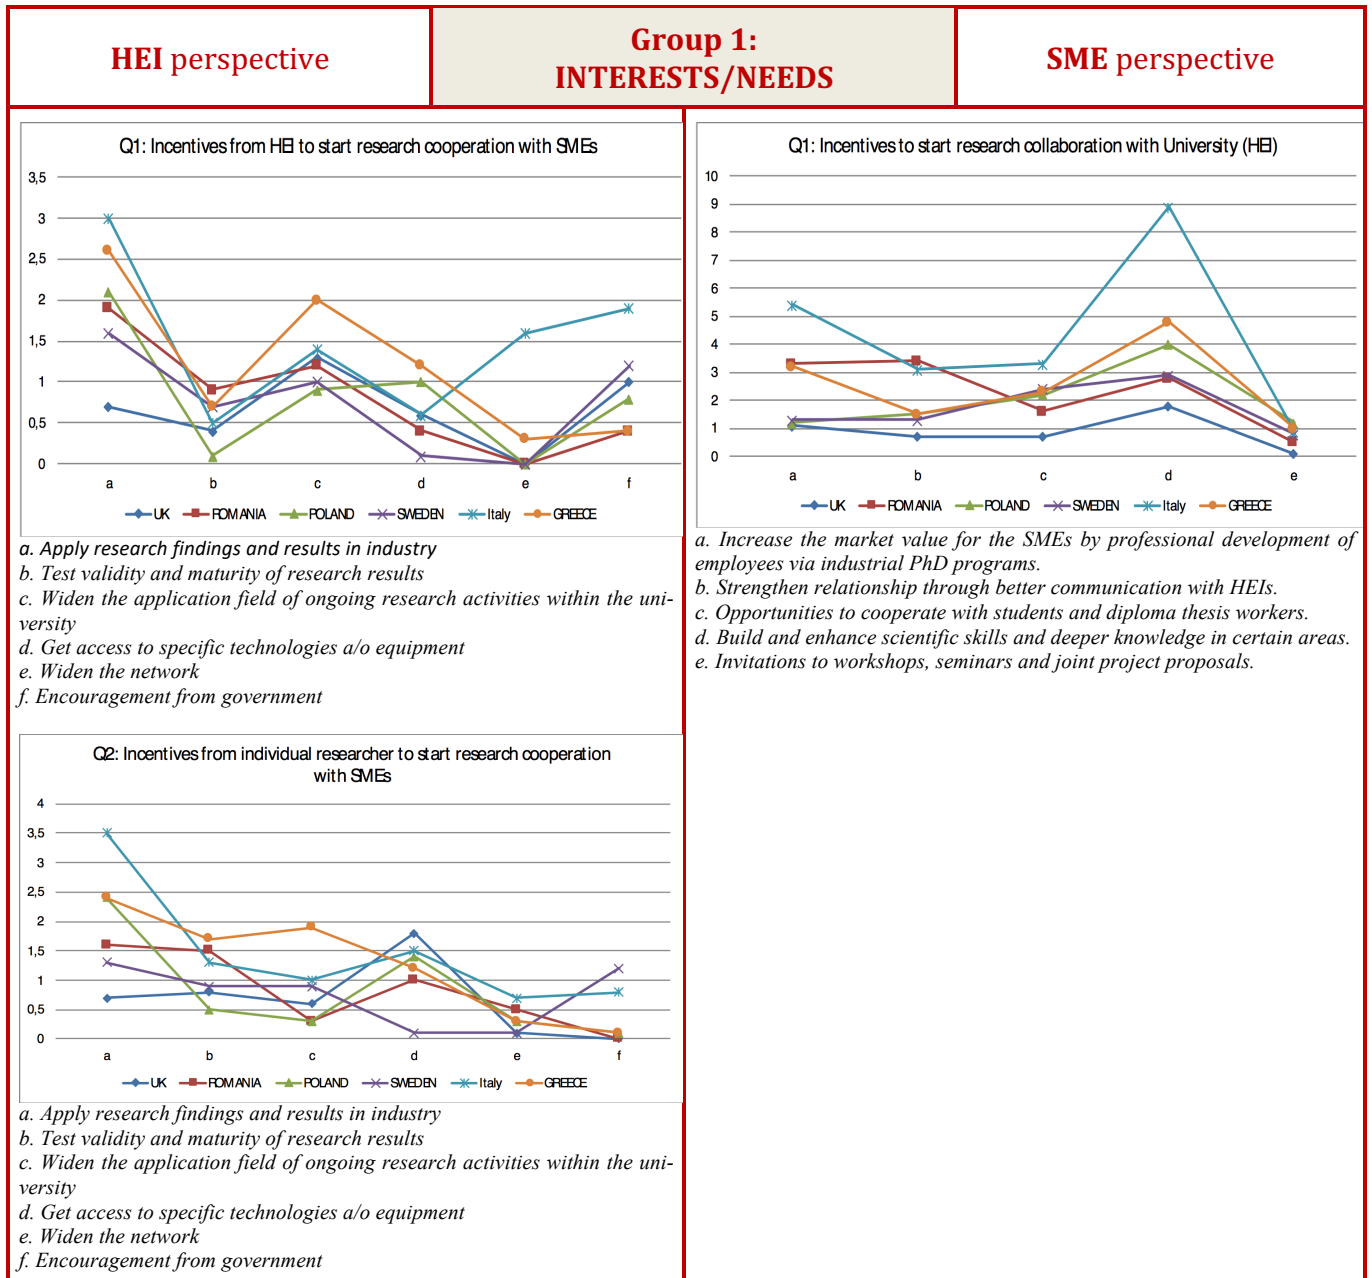 HEI perspective
Group 1:
INTERESTS/NEEDS
SME perspective
Q1: Incentives from HEI to start research cooperation with SMEs
3,5
3
2,5
2
1,5
1
0,5
0
a b c d e f
UK ROMANIA POLAND SWEDEN Italy GREECE
a. Apply research findings and results in industry
b. Test validity and maturity of research results
c. Widen the application field of ongoing research activities within the uni-
versity
d. Get access to specific technologies a/o equipment
e. Widen the network
f. Encouragement from government
Q2: Incentives from individual researcher to start research cooperation
with SMEs
4
3,5
3
2,5
2
1,5
1
0,5
0
a b c d e f
UK ROMANIA POLAND SWEDEN Italy GREECE
a. Apply research findings and results in industry
b. Test validity and maturity of research results
c. Widen the application field of ongoing research activities within the uni-
versity
d. Get access to specific technologies a/o equipment
e. Widen the network
f. Encouragement from government
Q1: Incentives to start research collaboration with University (HEI)
10
9
8
7
6
5
4
3
2
1
0
a b c d e
UK ROMANIA POLAND SWEDEN Italy GREECE
a. Increase the market value for the SMEs by professional development of
employees via industrial PhD programs.
b. Strengthen relationship through better communication with HEIs.
c. Opportunities to cooperate with students and diploma thesis workers.
d. Build and enhance scientific skills and deeper knowledge in certain areas.
e. Invitations to workshops, seminars and joint project proposals.